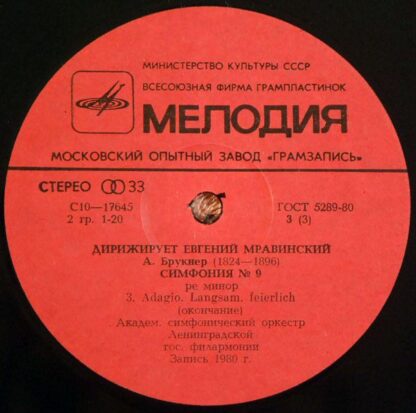 МИНИСТЕРСТВО КУЛЬТУРЫ СССР
ВСЕСОЮЗНАЯ ФИРМА ГРАМПЛАСТИНОК
МЕЛОДИЯ
МОСКОВСКИЙ ОПЫТНЫЙ ЗАВОД «ГРАМЗАПИСЬ»
СТЕРЕО 33
С10—17645 ГОСТ 5289-80
2 гр. 1-20 3 (3)
ДИРИЖИРУЕТ ЕВГЕНИЙ МРАВИНСКИЙ
А. Брукнер (1824—1896)
СИМФОНИЯ № 9
ре минор
3. Adagio. Langsam. feierlich
(окончание)
Академ. симфонический оркестр
Ленинградской
гос. филармонии
Запись 1980 г.